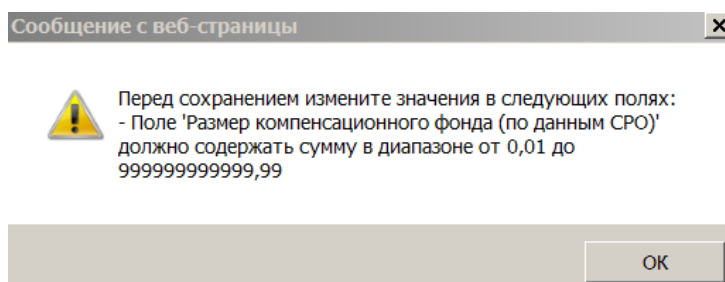 Сообщение с веб-страницы
Перед сохранением измените значения в следующих полях:
- Поле 'Размер компенсационного фонда (по данным СРО)'
должно содержать сумму в диапазоне от 0,01 до
999999999999,99
ОК